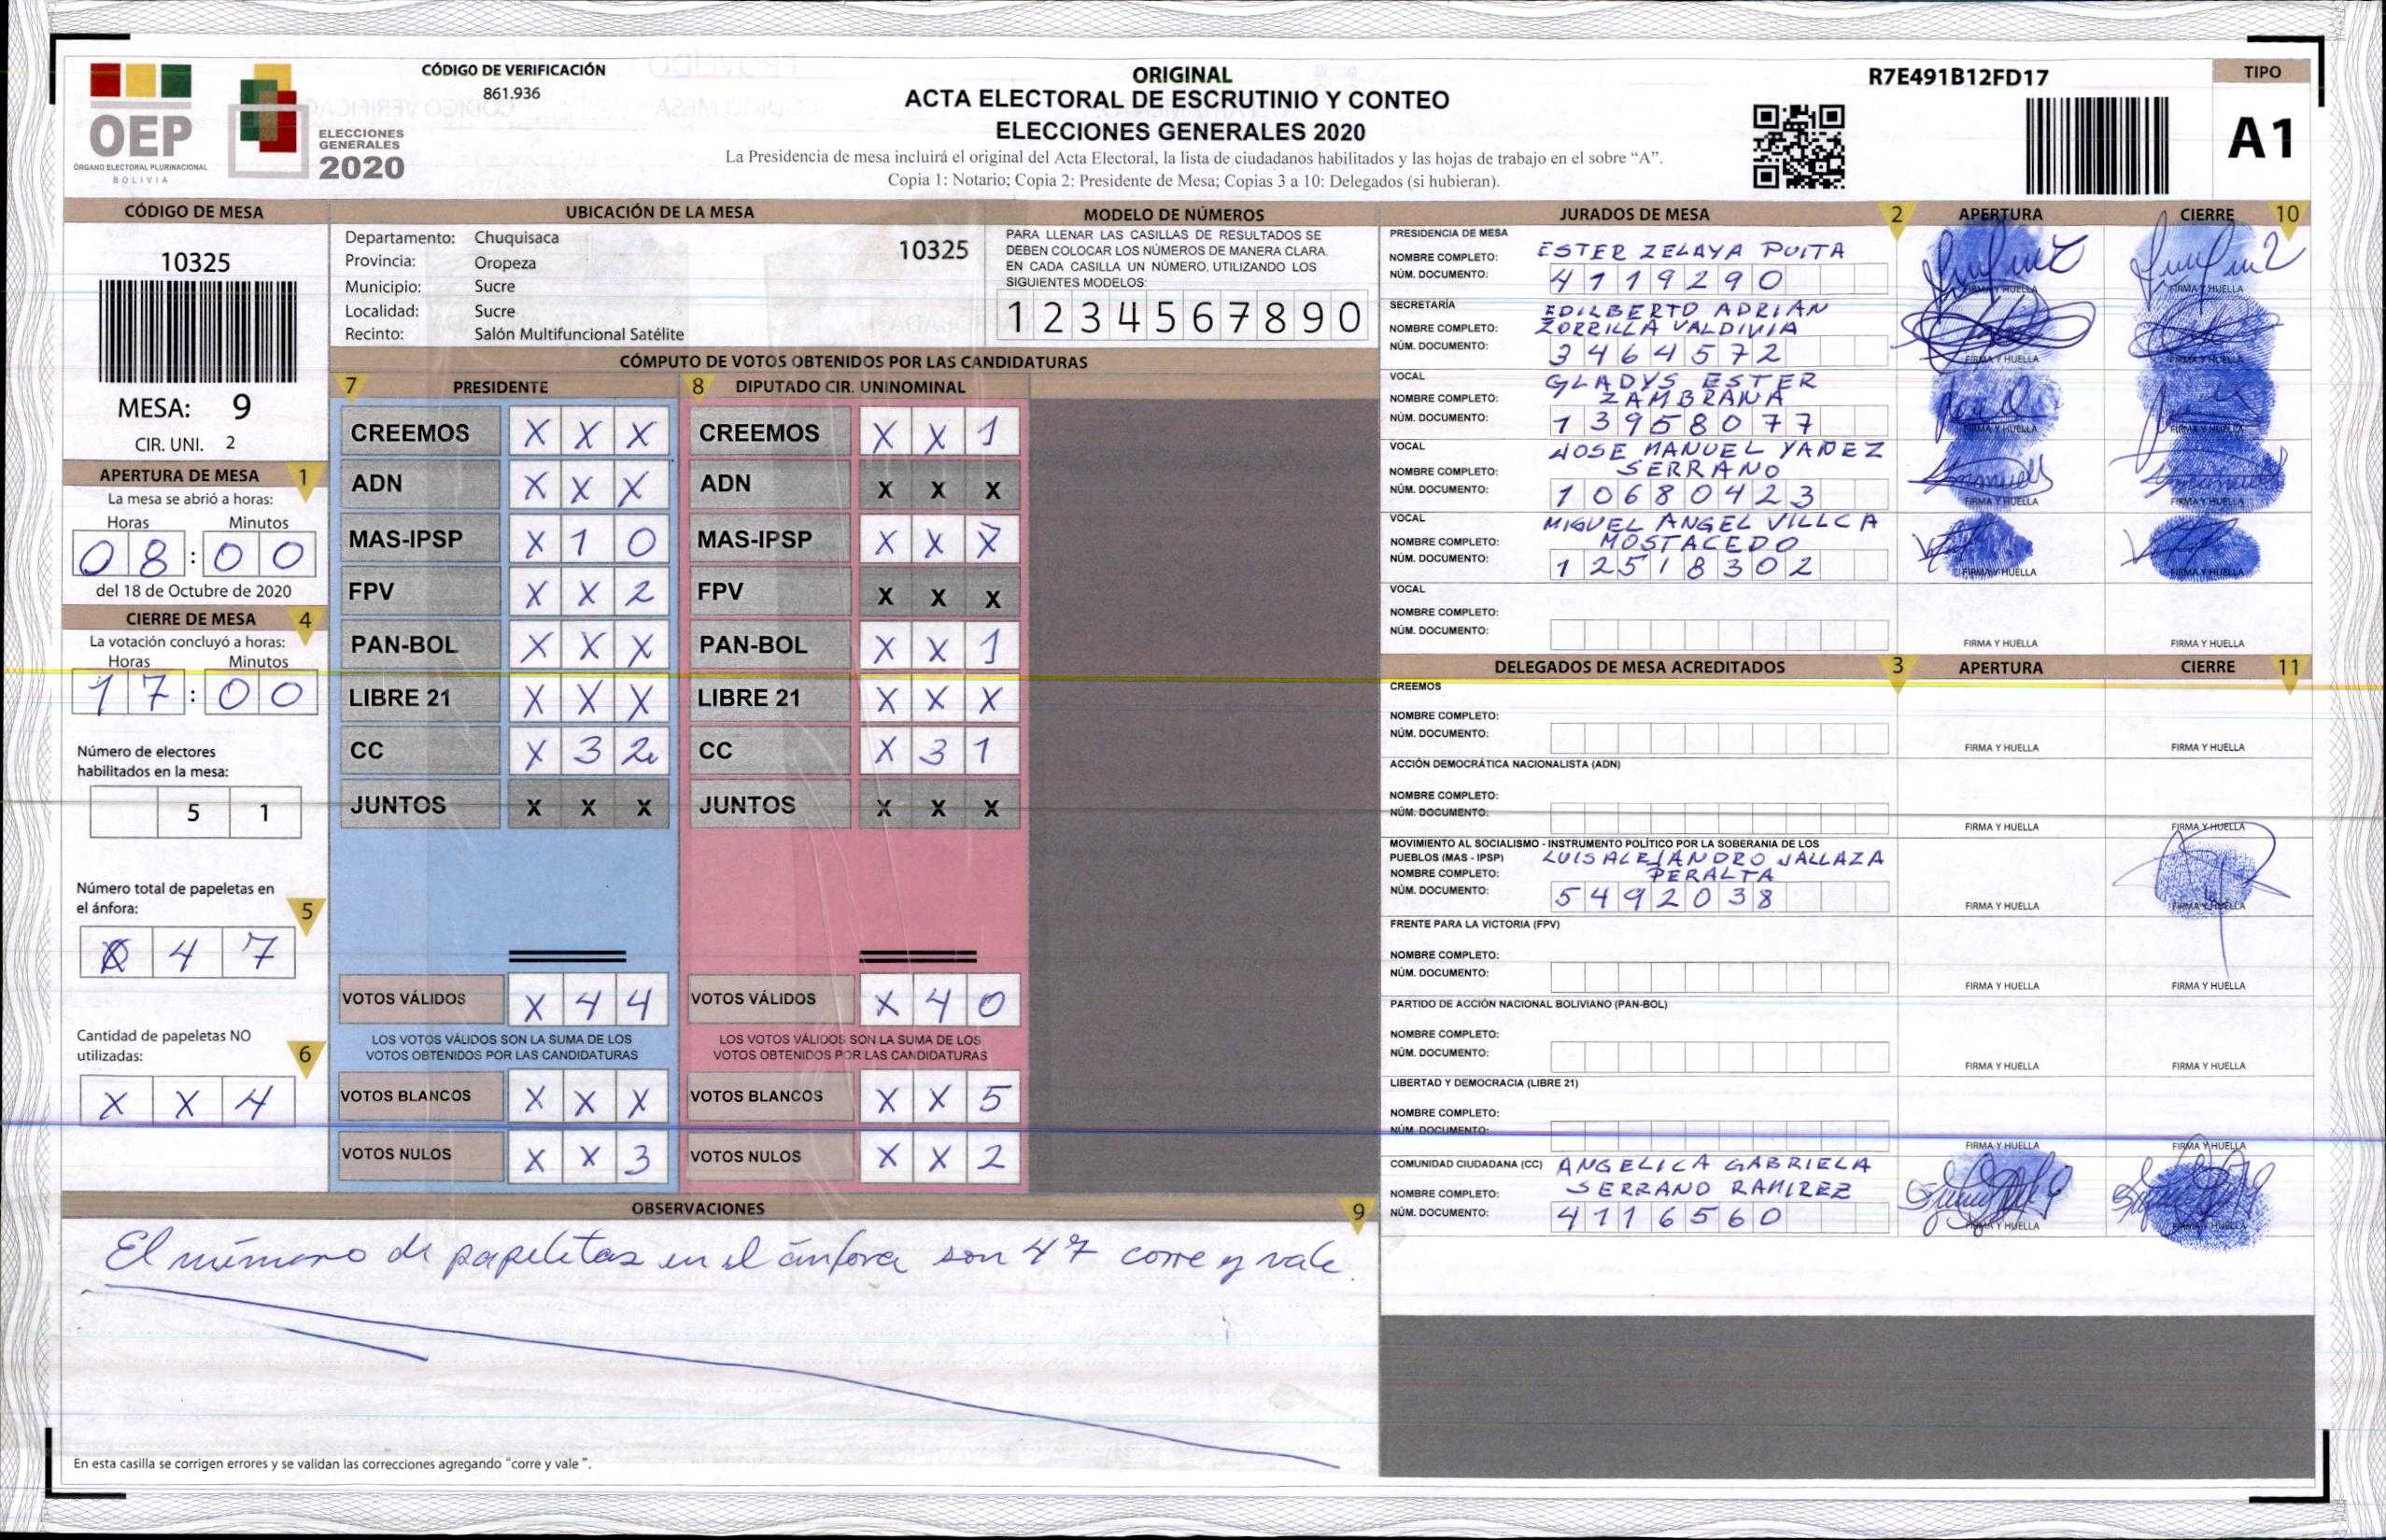 OEP
ÓRGANO ELECTORAL PLURINACIONAL
BOLIVIA
ELECCIONES
GENERALES
2020
CÓDIGO DE VERIFICACIÓN
861.936
ORIGINAL
ACTA ELECTORAL DE ESCRUTINIO Y CONTEO
ELECCIONES GENERALES 2020
La Presidencia de mesa incluirá el original del Acta Electoral, la lista de ciudadanos habilitados y las hojas de trabajo en el sobre “A”.
Copia 1: Notario; Copia 2: Presidente de Mesa; Copias 3 a 10: Delegados (si hubieran).
R7E491B12FD17
TIPO
A1
CÓDIGO DE MESA
10325
MESA: 9
CIR. UNI. 2
APERTURA DE MESA 1
La mesa se abrió a horas:
Horas Minutos
08:00
del 18 de Octubre de 2020
CIERRE DE MESA 4
La votación concluyó a horas:
Horas Minutos
17:00
Número de electores
habilitados en la mesa:
5 1
Número total de papeletas en
el ánfora: 5
4 7
Cantidad de papeletas NO
utilizadas: 6
X X 4
UBICACIÓN DE LA MESA
Departamento: Chuquisaca 10325
Provincia: Oropeza
Municipio: Sucre
Localidad: Sucre
Recinto: Salón Multifuncional Satélite
MODELO DE NÚMEROS
PARA LLENAR LAS CASILLAS DE RESULTADOS SE
DEBEN COLOCAR LOS NÚMEROS DE MANERA CLARA.
EN CADA CASILLA UN NÚMERO, UTILIZANDO LOS
SIGUIENTES MODELOS:
1 2 3 4 5 6 7 8 9 0
CÓMPUTO DE VOTOS OBTENIDOS POR LAS CANDIDATURAS
7 PRESIDENTE 8 DIPUTADO CIR. UNINOMINAL
CREEMOS X X X CREEMOS X X 1
ADN X X X ADN X X X
MAS-IPSP X 1 0 MAS-IPSP X X 7
FPV X X 2 FPV X X X
PAN-BOL X X X PAN-BOL X X 1
LIBRE 21 X X X LIBRE 21 X X X
CC X 3 2 CC X 3 1
JUNTOS X X X JUNTOS X X X
VOTOS VÁLIDOS X 4 4 VOTOS VÁLIDOS X 4 0
LOS VOTOS VÁLIDOS SON LA SUMA DE LOS LOS VOTOS VÁLIDOS SON LA SUMA DE LOS
VOTOS OBTENIDOS POR LAS CANDIDATURAS VOTOS OBTENIDOS POR LAS CANDIDATURAS
VOTOS BLANCOS X X X VOTOS BLANCOS X X 5
VOTOS NULOS X X 3 VOTOS NULOS X X 2
OBSERVACIONES 9
El número de papeletas en el ánfora son 47 corre y vale.
En esta casilla se corrigen errores y se validan las correcciones agregando “corre y vale ”.
JURADOS DE MESA 2 APERTURA CIERRE 10
PRESIDENCIA DE MESA
NOMBRE COMPLETO: ESTER ZELAYA PUITA
NÚM. DOCUMENTO: 4119290
FIRMA Y HUELLA FIRMA Y HUELLA
SECRETARÍA EDILBERTO ADRIAN
NOMBRE COMPLETO: ZORRILLA VALDIVIA
NÚM. DOCUMENTO: 3464572
FIRMA Y HUELLA FIRMA Y HUELLA
VOCAL GLADYS ESTER
NOMBRE COMPLETO: ZAMBRANA
NÚM. DOCUMENTO: 13958077
FIRMA Y HUELLA FIRMA Y HUELLA
VOCAL JOSE MANUEL YAÑEZ
NOMBRE COMPLETO: SERRANO
NÚM. DOCUMENTO: 10680423
FIRMA Y HUELLA FIRMA Y HUELLA
VOCAL MIGUEL ANGEL VILLCA
NOMBRE COMPLETO: MOSTACEDO
NÚM. DOCUMENTO: 12518302
FIRMA Y HUELLA FIRMA Y HUELLA
VOCAL
NOMBRE COMPLETO:
NÚM. DOCUMENTO:
FIRMA Y HUELLA FIRMA Y HUELLA
DELEGADOS DE MESA ACREDITADOS 3 APERTURA CIERRE 11
CREEMOS
NOMBRE COMPLETO:
NÚM. DOCUMENTO:
FIRMA Y HUELLA FIRMA Y HUELLA
ACCIÓN DEMOCRÁTICA NACIONALISTA (ADN)
NOMBRE COMPLETO:
NÚM. DOCUMENTO:
FIRMA Y HUELLA FIRMA Y HUELLA
MOVIMIENTO AL SOCIALISMO - INSTRUMENTO POLÍTICO POR LA SOBERANIA DE LOS
PUEBLOS (MAS - IPSP) LUIS ALEJANDRO JALLAZA
NOMBRE COMPLETO: PERALTA
NÚM. DOCUMENTO: 5492038
FIRMA Y HUELLA FIRMA Y HUELLA
FRENTE PARA LA VICTORIA (FPV)
NOMBRE COMPLETO:
NÚM. DOCUMENTO:
FIRMA Y HUELLA FIRMA Y HUELLA
PARTIDO DE ACCIÓN NACIONAL BOLIVIANO (PAN-BOL)
NOMBRE COMPLETO:
NÚM. DOCUMENTO:
FIRMA Y HUELLA FIRMA Y HUELLA
LIBERTAD Y DEMOCRACIA (LIBRE 21)
NOMBRE COMPLETO:
NÚM. DOCUMENTO:
FIRMA Y HUELLA FIRMA Y HUELLA
COMUNIDAD CIUDADANA (CC) ANGELICA GABRIELA
NOMBRE COMPLETO: SERRANO RAMIREZ
NÚM. DOCUMENTO: 4116560
FIRMA Y HUELLA FIRMA Y HUELLA